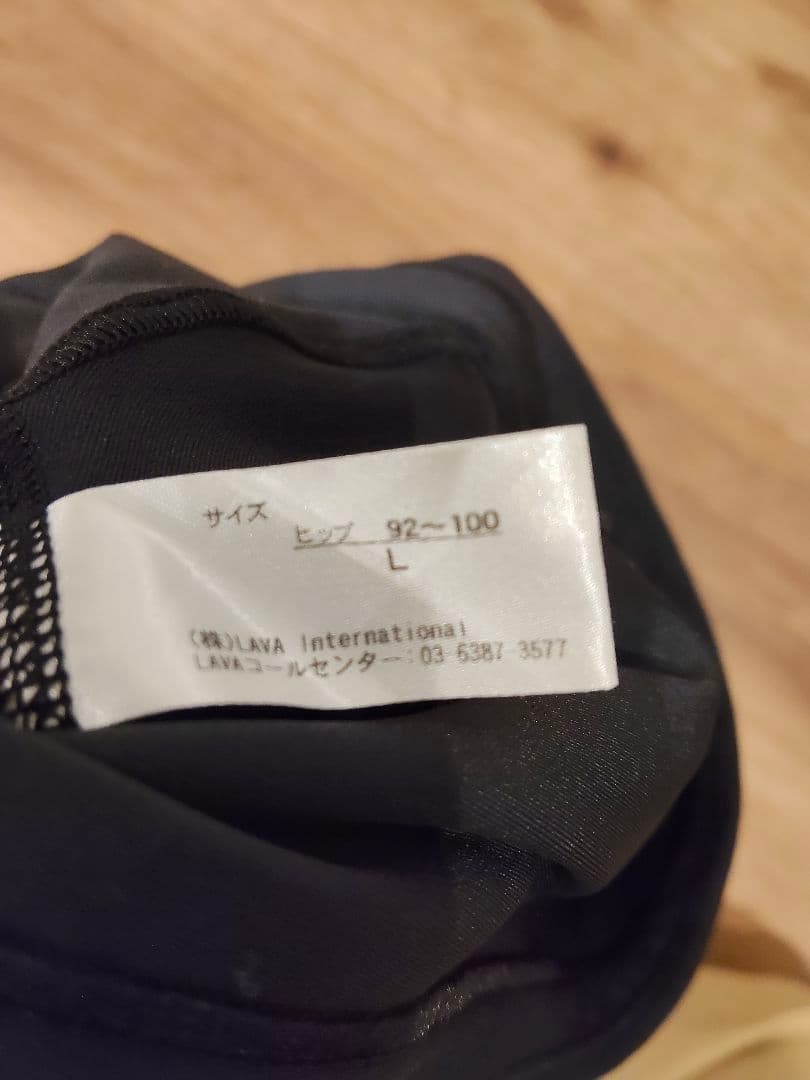 サイズ
ヒップ 92～100
L
(株)LAVA International
LAVAコールセンター:03 6387 3577